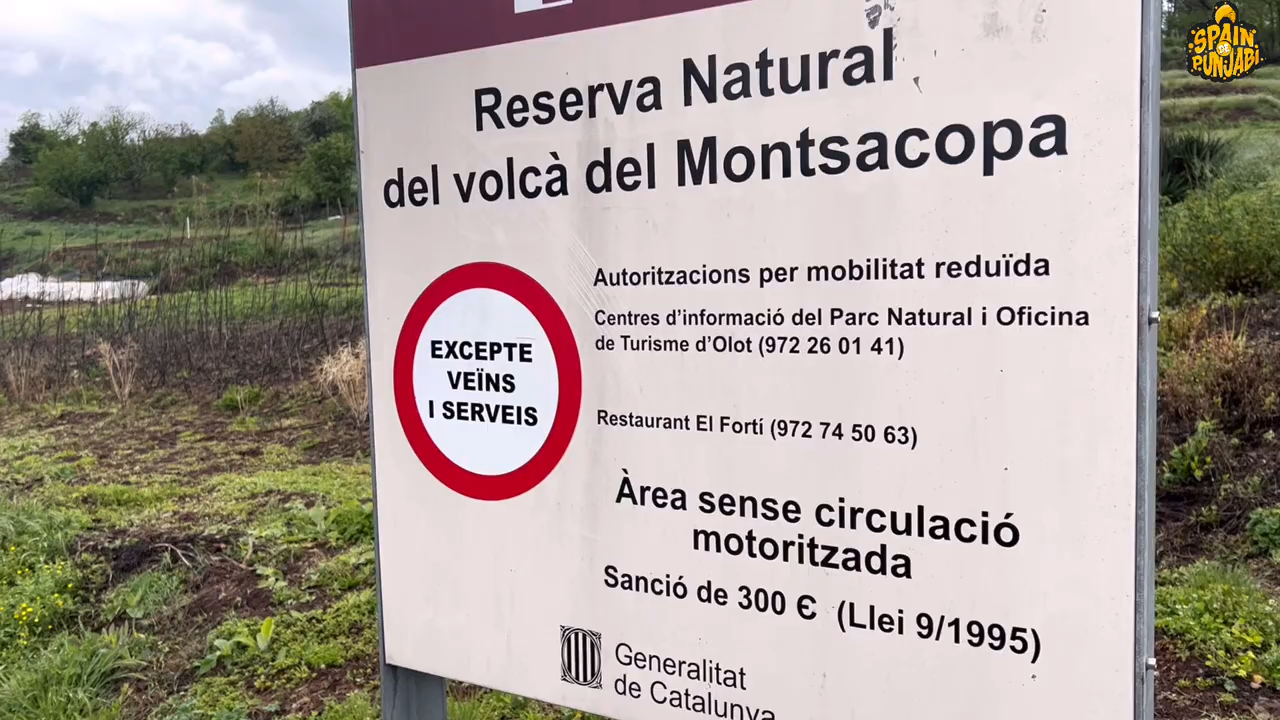 SPAIN
DE
PUNJABI
Reserva Natural
del volcà del Montsacopa
EXCEPTE
VEÏNS
I SERVEIS
Autoritzacions per mobilitat reduïda
Centres d'informació del Parc Natural i Oficina
de Turisme d'Olot (972 26 01 41)
Restaurant El Fortí (972 74 50 63)
Àrea sense circulació
motoritzada
Sanció de 300 € (Llei 9/1995)
Generalitat
de Catalunya